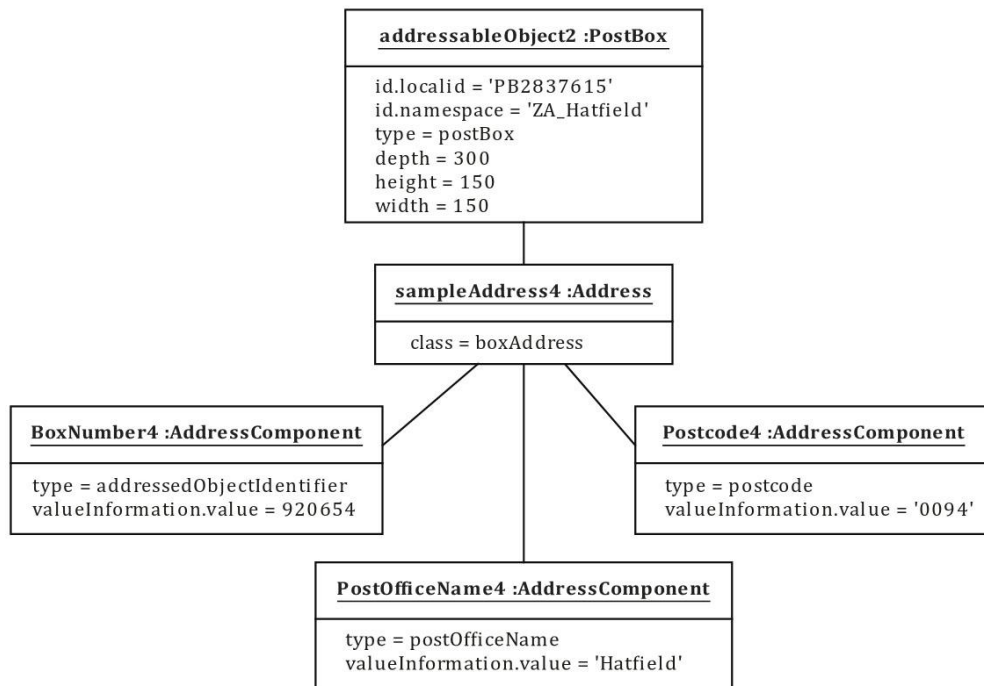 addressableObject2 :PostBox
id.localid = 'PB2837615'
id.namespace = 'ZA_Hatfield'
type = postBox
depth = 300
height = 150
width = 150
sampleAddress4 :Address
class = boxAddress
BoxNumber4 :AddressComponent
type = addressedObjectIdentifier
valueInformation.value = 920654
Postcode4 :AddressComponent
type = postcode
valueInformation.value = '0094'
PostOfficeName4 :AddressComponent
type = postOfficeName
valueInformation.value = 'Hatfield'